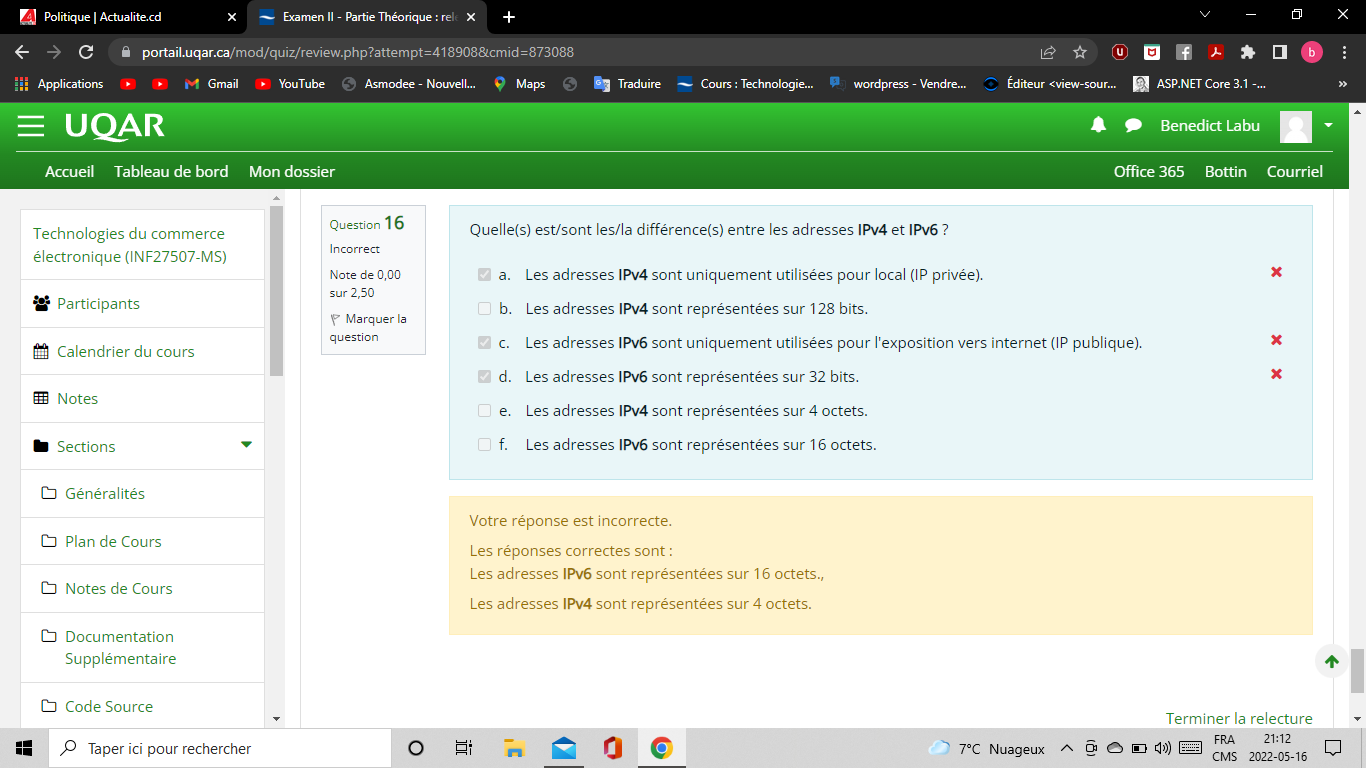 Politique | Actualite.cd
Examen II - Partie Théorique : rele
portail.uqar.ca/mod/quiz/review.php?attempt=418908&cmid=873088
Applications
Gmail
YouTube
Asmodee - Nouvell...
Maps
Traduire
Cours : Technologie...
wordpress - Vendre...
Éditeur <view-sour...
ASP.NET Core 3.1 -...
»
UQAR
Benedict Labu
Accueil Tableau de bord Mon dossier
Office 365 Bottin Courriel
Technologies du commerce
électronique (INF27507-MS)
Participants
Calendrier du cours
Notes
Sections
Généralités
Plan de Cours
Notes de Cours
Documentation
Supplémentaire
Code Source
Question 16
Incorrect
Note de 0,00
sur 2,50
Marquer la
question
Quelle(s) est/sont les/la différence(s) entre les adresses IPv4 et IPv6 ?
a. Les adresses IPv4 sont uniquement utilisées pour local (IP privée).
b. Les adresses IPv4 sont représentées sur 128 bits.
c. Les adresses IPv6 sont uniquement utilisées pour l'exposition vers internet (IP publique).
d. Les adresses IPv6 sont représentées sur 32 bits.
e. Les adresses IPv4 sont représentées sur 4 octets.
f. Les adresses IPv6 sont représentées sur 16 octets.
Votre réponse est incorrecte.
Les réponses correctes sont :
Les adresses IPv6 sont représentées sur 16 octets.,
Les adresses IPv4 sont représentées sur 4 octets.
Terminer la relecture
Taper ici pour rechercher
7°C Nuageux
FRA
CMS
21:12
2022-05-16